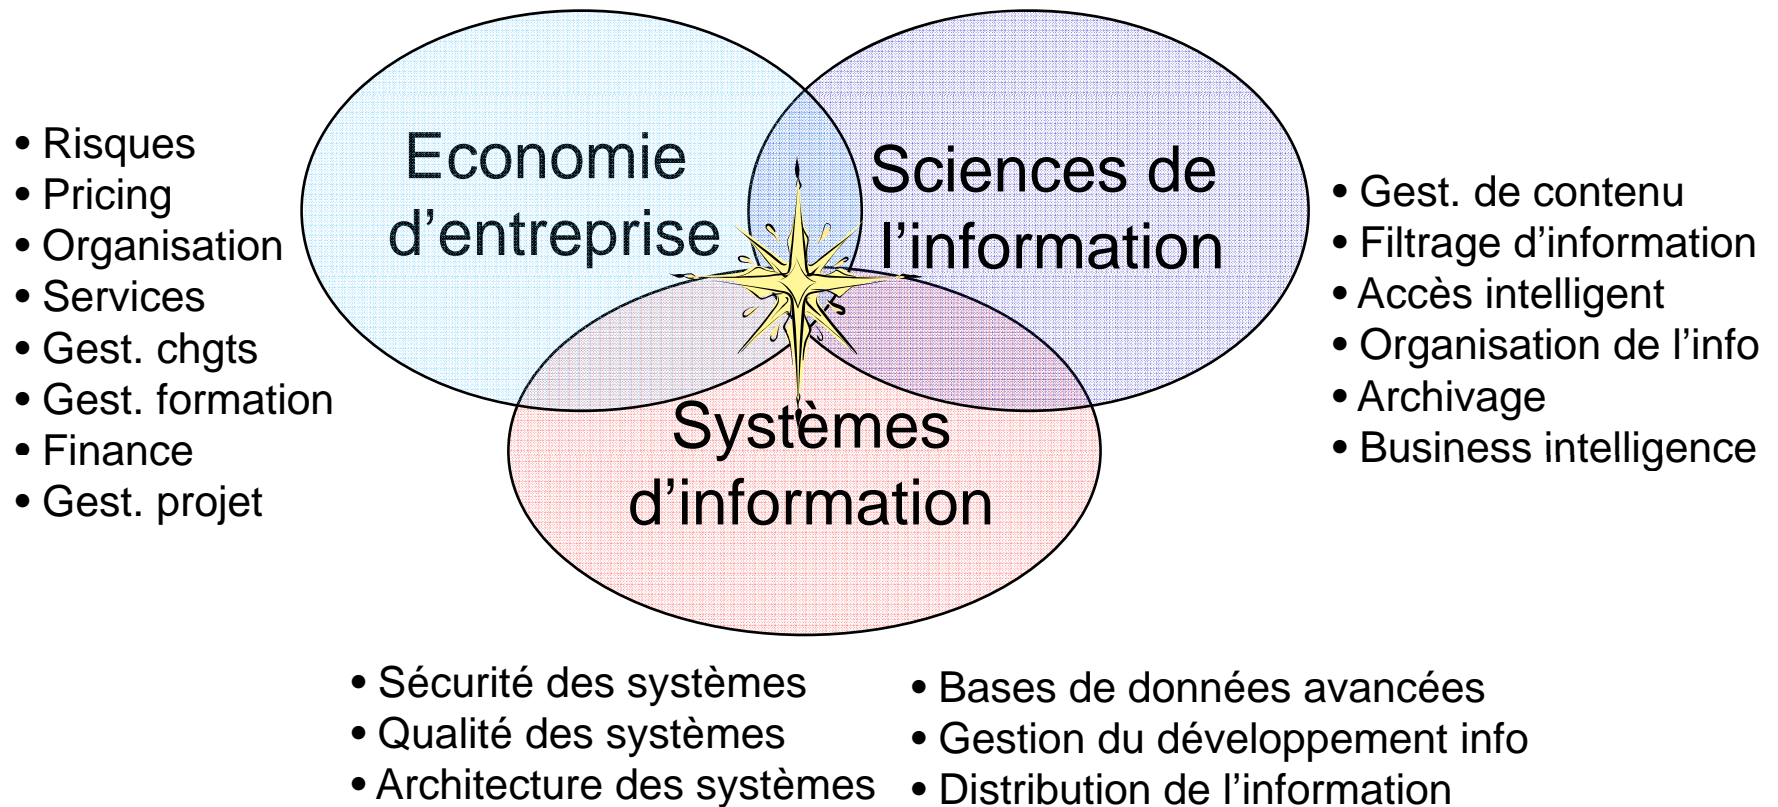 Economie
d’entreprise
Sciences de
l’information
Systèmes
d’information
• Risques
• Pricing
• Organisation
• Services
• Gest. chgts
• Gest. formation
• Finance
• Gest. projet
• Gest. de contenu
• Filtrage d’information
• Accès intelligent
• Organisation de l’info
• Archivage
• Business intelligence
• Sécurité des systèmes
• Qualité des systèmes
• Architecture des systèmes
• Bases de données avancées
• Gestion du développement info
• Distribution de l’information